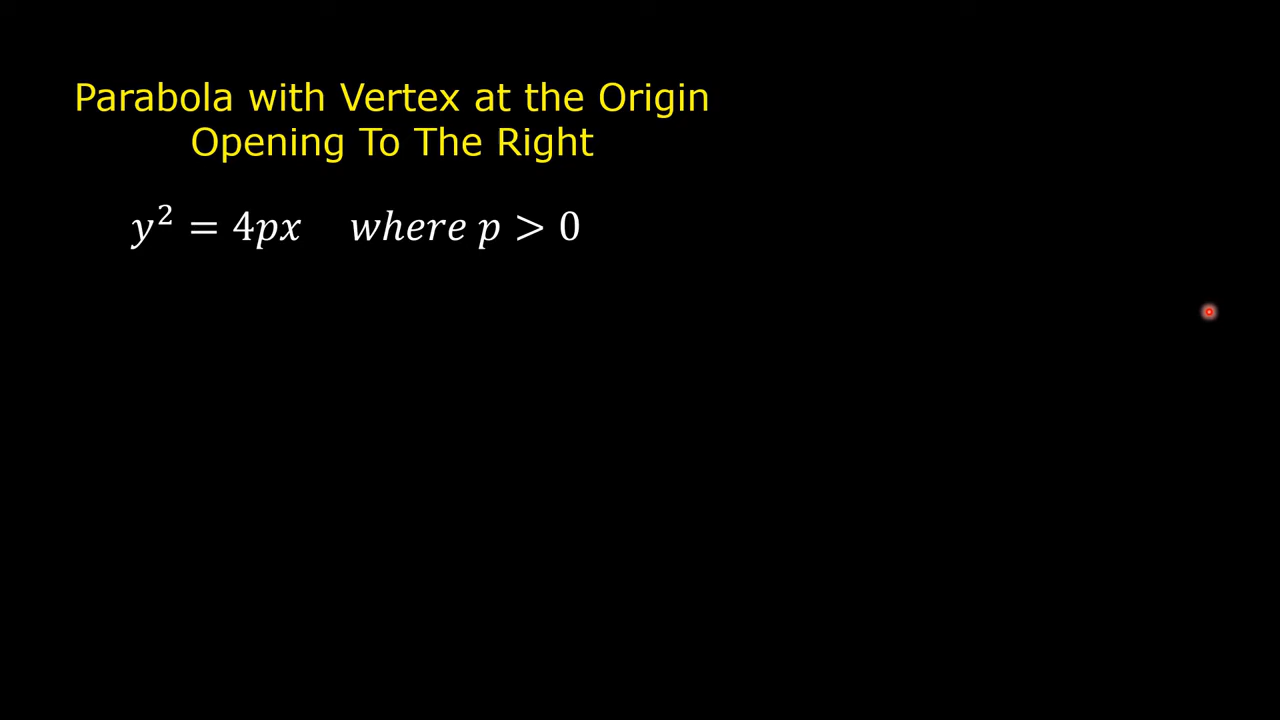 Parabola with Vertex at the Origin
Opening To The Right
y² = 4px where p > 0